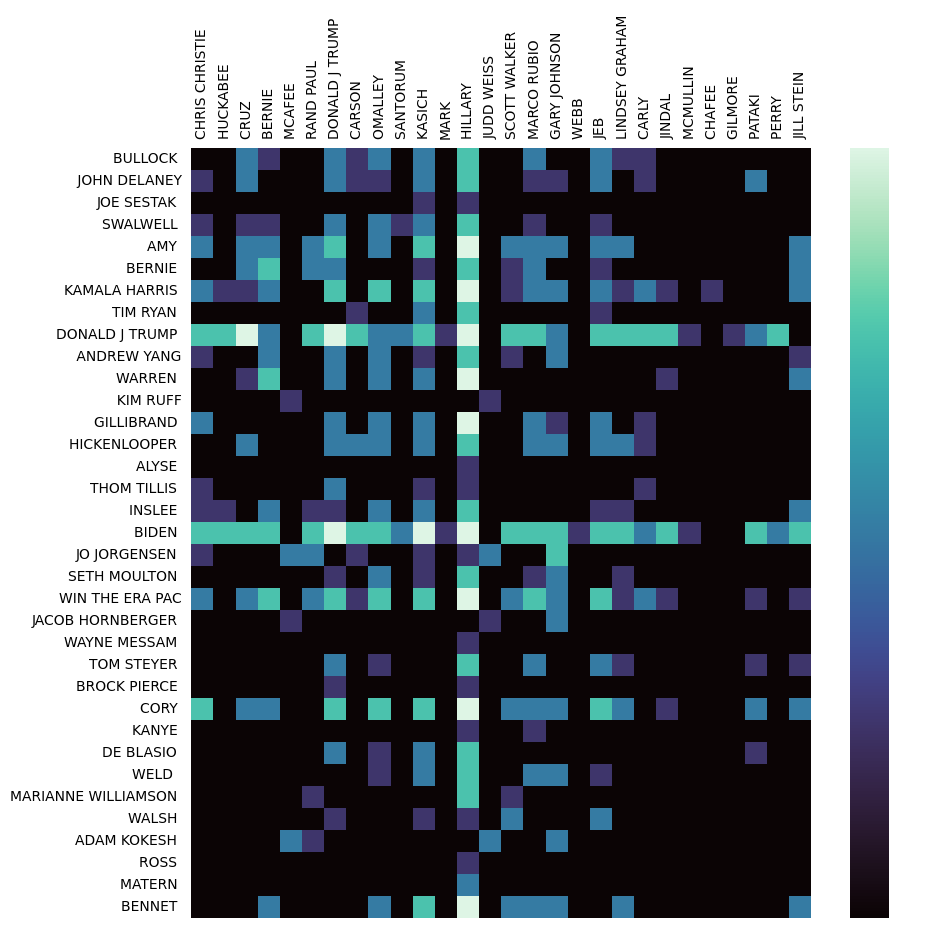 CHRIS CHRISTIE
HUCKABEE
CRUZ
BERNIE
MCAFEE
RAND PAUL
DONALD J TRUMP
CARSON
OMALLEY
SANTORUM
KASICH
MARK
HILLARY
JUDD WEISS
SCOTT WALKER
MARCO RUBIO
GARY JOHNSON
WEBB
JEB
LINDSEY GRAHAM
CARLY
JINDAL
MCMULLIN
CHAFEE
GILMORE
PATAKI
PERRY
JILL STEIN
BULLOCK
JOHN DELANEY
JOE SESTAK
SWALWELL
AMY
BERNIE
KAMALA HARRIS
TIM RYAN
DONALD J TRUMP
ANDREW YANG
WARREN
KIM RUFF
GILLIBRAND
HICKENLOOPER
ALYSE
THOM TILLIS
INSLEE
BIDEN
JO JORGENSEN
SETH MOULTON
WIN THE ERA PAC
JACOB HORNBERGER
WAYNE MESSAM
TOM STEYER
BROCK PIERCE
CORY
KANYE
DE BLASIO
WELD
MARIANNE WILLIAMSON
WALSH
ADAM KOKESH
ROSS
MATERN
BENNET